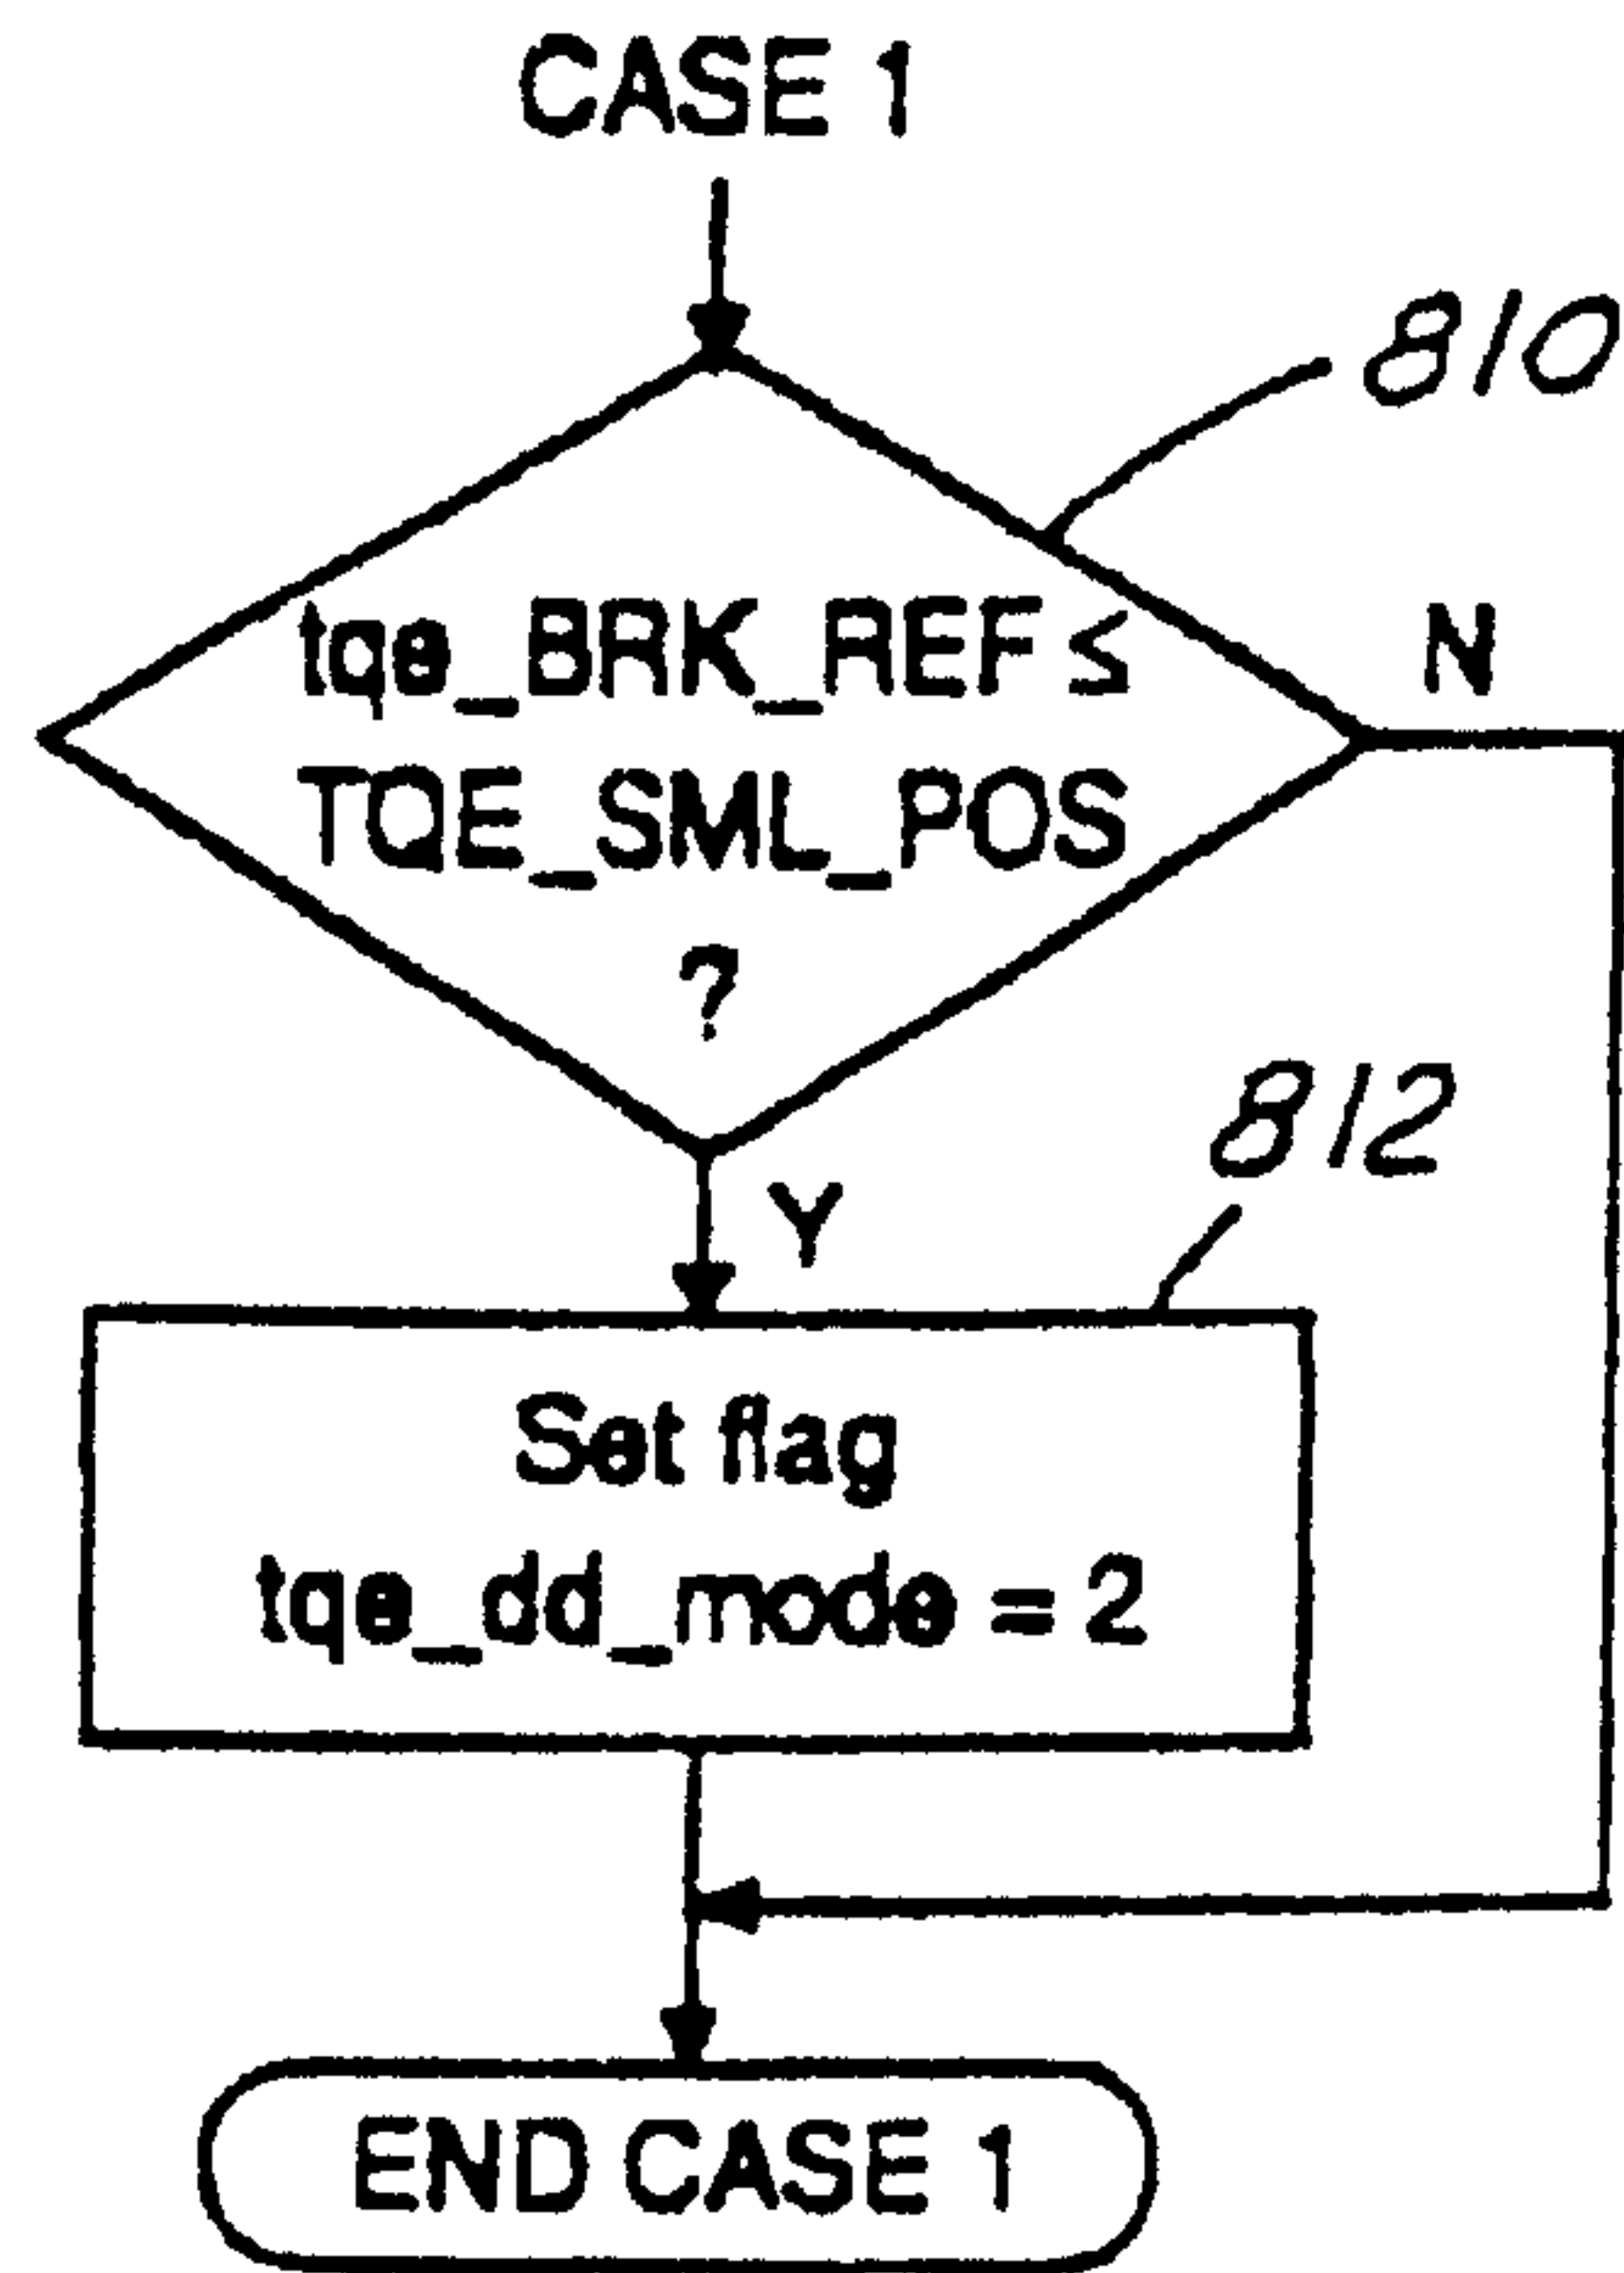 CASE 1
810
tqe_BRK_REF ≤
N
TQE_SML_POS
?
812
Y
Set flag
tqe_dd_mode = 2
END CASE 1